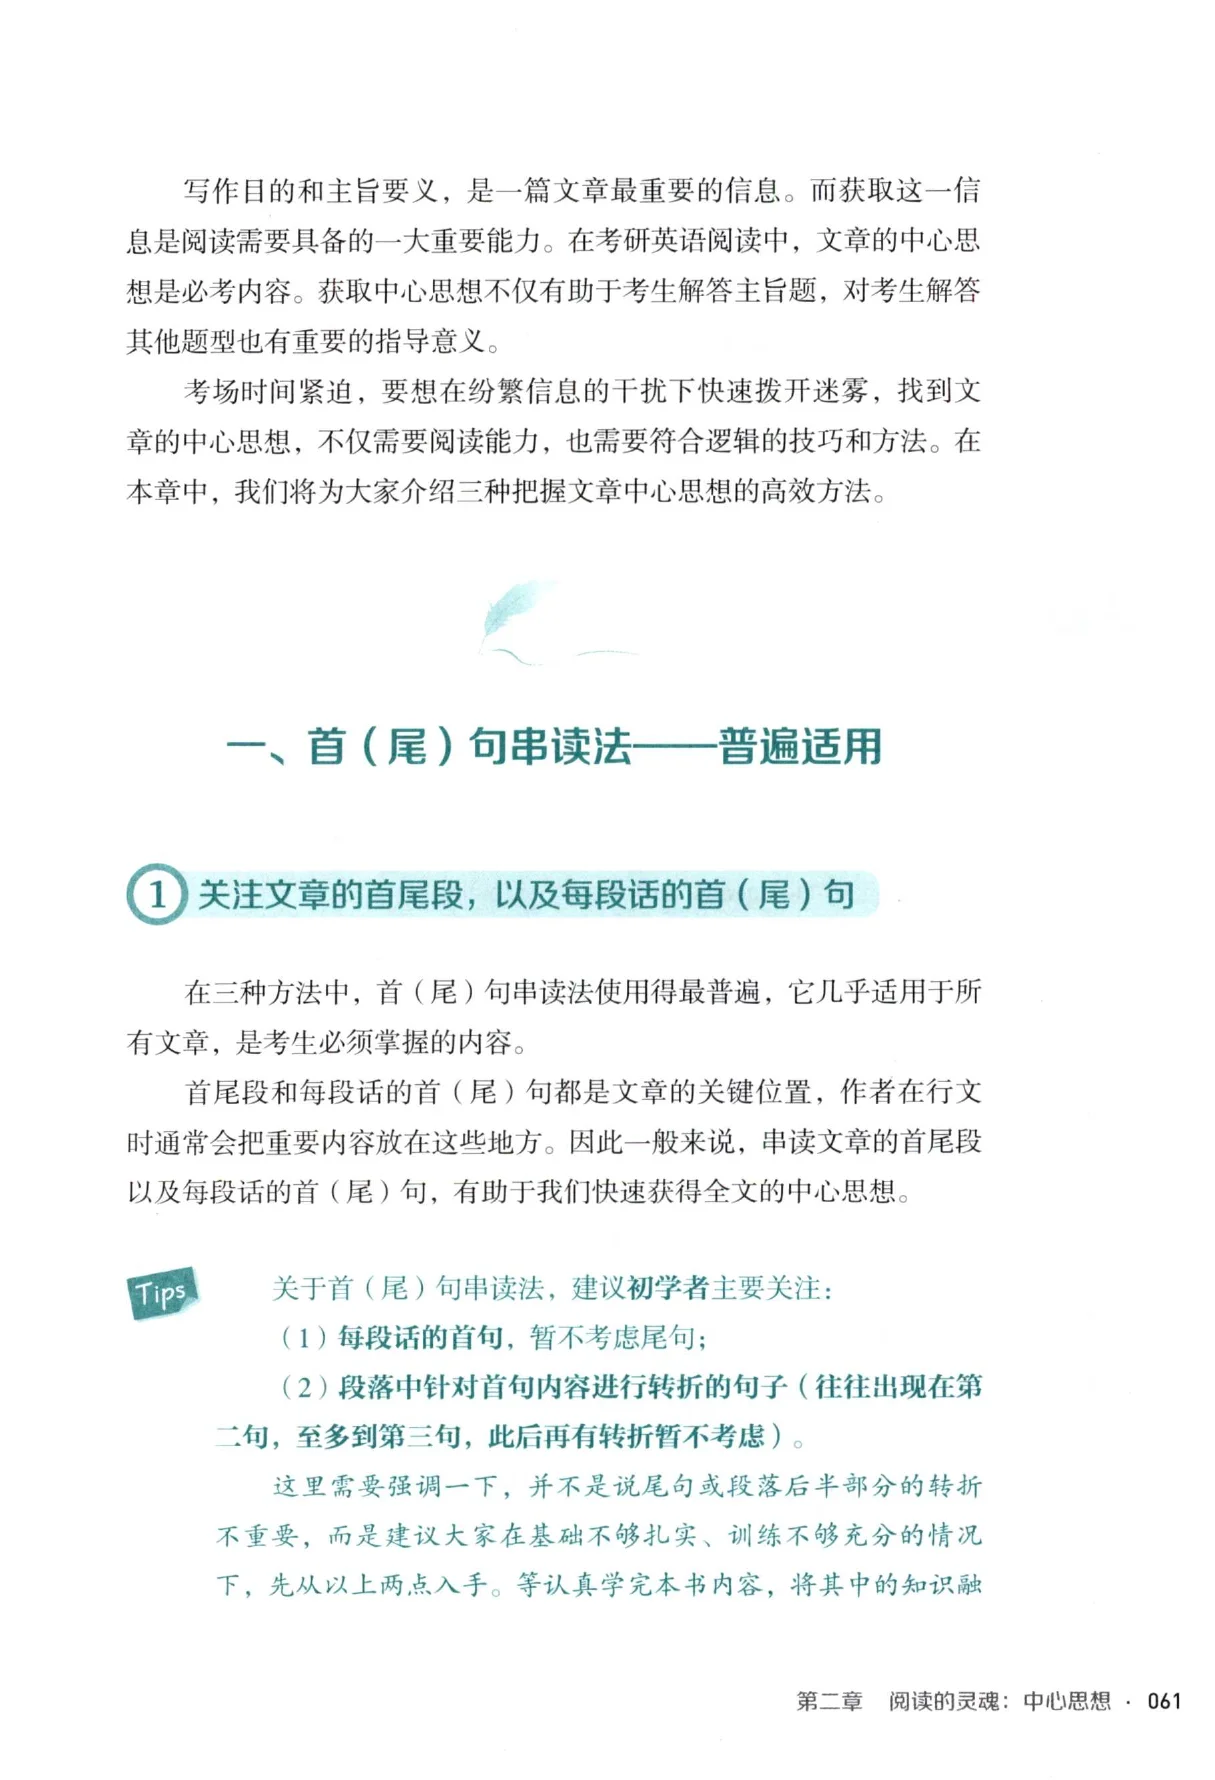 写作目的和主旨要义，是一篇文章最重要的信息。而获取这一信
息是阅读需要具备的一大重要能力。在考研英语阅读中，文章的中心思
想是必考内容。获取中心思想不仅有助于考生解答主旨题，对考生解答
其他题型也有重要的指导意义。
考场时间紧迫，要想在纷繁信息的干扰下快速拨开迷雾，找到文
章的中心思想，不仅需要阅读能力，也需要符合逻辑的技巧和方法。在
本章中，我们将为大家介绍三种把握文章中心思想的高效方法。
一、首（尾）句串读法——普遍适用
1 关注文章的首尾段，以及每段话的首（尾）句
在三种方法中，首（尾）句串读法使用得最普遍，它几乎适用于所
有文章，是考生必须掌握的内容。
首尾段和每段话的首（尾）句都是文章的关键位置，作者在行文
时通常会把重要内容放在这些地方。因此一般来说，串读文章的首尾段
以及每段话的首（尾）句，有助于我们快速获得全文的中心思想。
Tips 关于首（尾）句串读法，建议初学者主要关注：
（1）每段话的首句，暂不考虑尾句；
（2）段落中针对首句内容进行转折的句子（往往出现在第
二句，至多到第三句，此后再有转折暂不考虑）。
这里需要强调一下，并不是说尾句或段落后半部分的转折
不重要，而是建议大家在基础不够扎实、训练不够充分的情况
下，先从以上两点入手。等认真学完本书内容，将其中的知识融
第二章 阅读的灵魂：中心思想 · 061